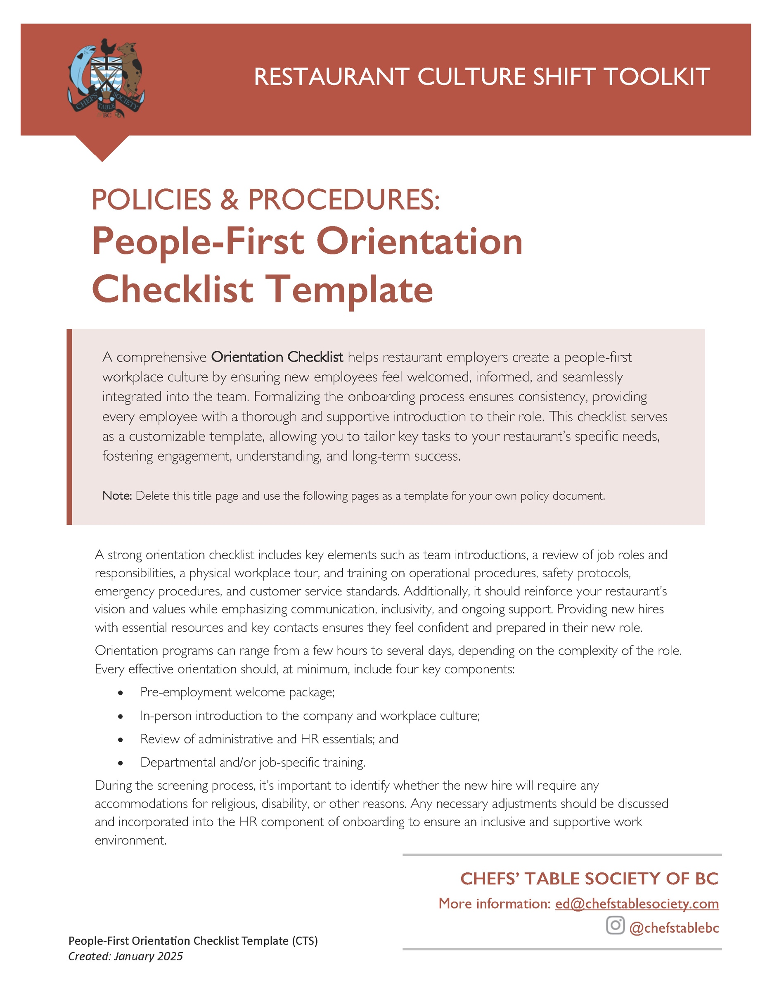 CHEFS' TABLE SOCIETY
OF BC
RESTAURANT CULTURE SHIFT TOOLKIT
POLICIES & PROCEDURES:
People-First Orientation
Checklist Template
A comprehensive Orientation Checklist helps restaurant employers create a people-first
workplace culture by ensuring new employees feel welcomed, informed, and seamlessly
integrated into the team. Formalizing the onboarding process ensures consistency, providing
every employee with a thorough and supportive introduction to their role. This checklist serves
as a customizable template, allowing you to tailor key tasks to your restaurant’s specific needs,
fostering engagement, understanding, and long-term success.
Note: Delete this title page and use the following pages as a template for your own policy document.
A strong orientation checklist includes key elements such as team introductions, a review of job roles and
responsibilities, a physical workplace tour, and training on operational procedures, safety protocols,
emergency procedures, and customer service standards. Additionally, it should reinforce your restaurant’s
vision and values while emphasizing communication, inclusivity, and ongoing support. Providing new hires
with essential resources and key contacts ensures they feel confident and prepared in their new role.
Orientation programs can range from a few hours to several days, depending on the complexity of the role.
Every effective orientation should, at minimum, include four key components:
• Pre-employment welcome package;
• In-person introduction to the company and workplace culture;
• Review of administrative and HR essentials; and
• Departmental and/or job-specific training.
During the screening process, it’s important to identify whether the new hire will require any
accommodations for religious, disability, or other reasons. Any necessary adjustments should be discussed
and incorporated into the HR component of onboarding to ensure an inclusive and supportive work
environment.
CHEFS’ TABLE SOCIETY OF BC
More information: ed@chefstablesociety.com
@chefstablebc
People-First Orientation Checklist Template (CTS)
Created: January 2025